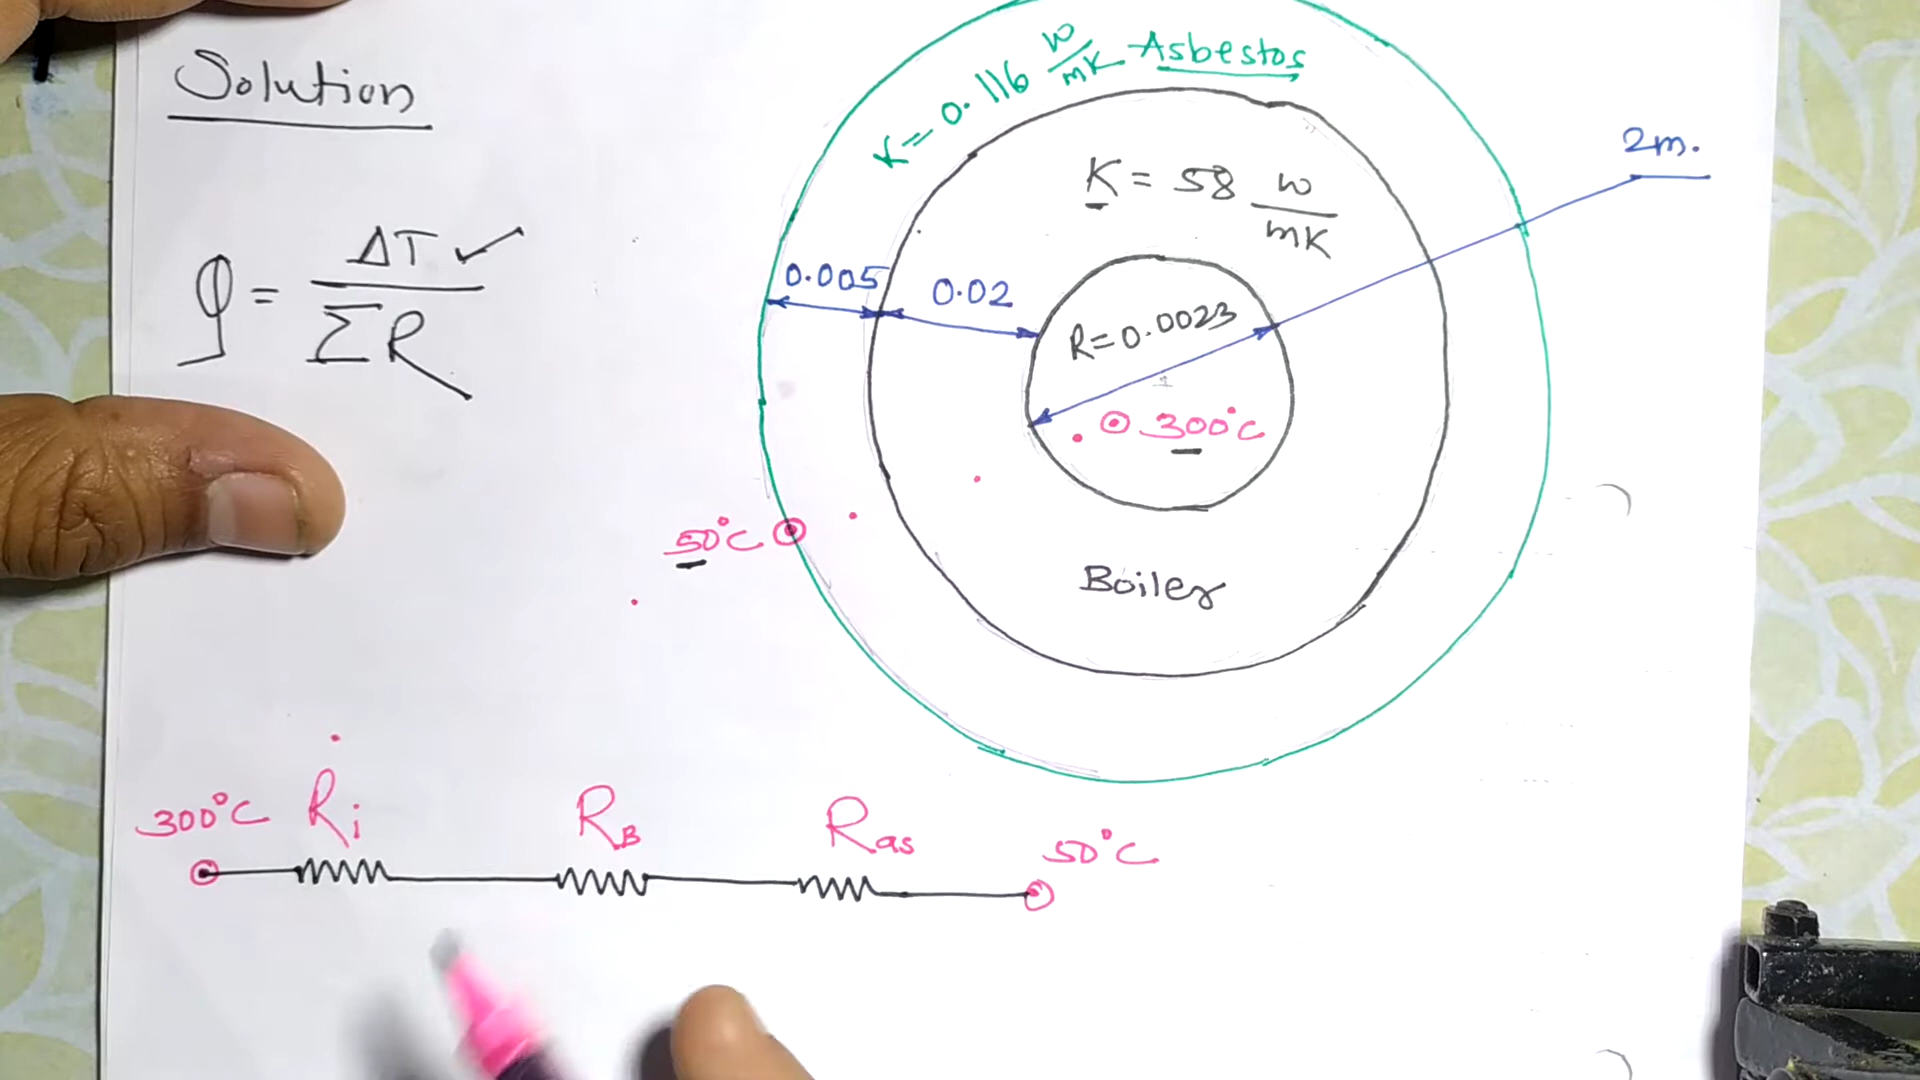 Solution
K = 0.116 w/mK Asbestos
2m.
K = 58 w/mK
Q = ΔT ✓ / ΣR
0.005
0.02
R = 0.0023
300°C
50°C
Boiler
300°C Ri RB Ras 50°C